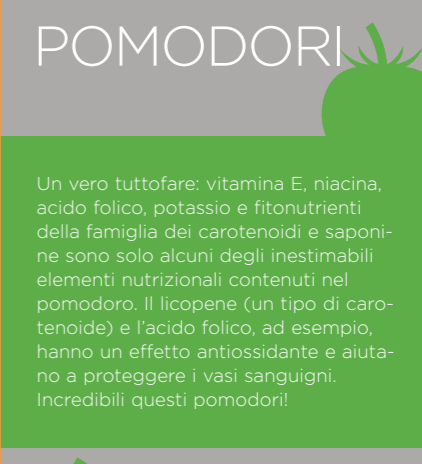 POMODORI
Un vero tuttofare: vitamina E, niacina,
acido folico, potassio e fitonutrienti
della famiglia dei carotenoidi e saponi-
ne sono solo alcuni degli inestimabili
elementi nutrizionali contenuti nel
pomodoro. Il licopene (un tipo di caro-
tenoide) e l'acido folico, ad esempio,
hanno un effetto antiossidante e aiuta-
no a proteggere i vasi sanguigni.
Incredibili questi pomodori!